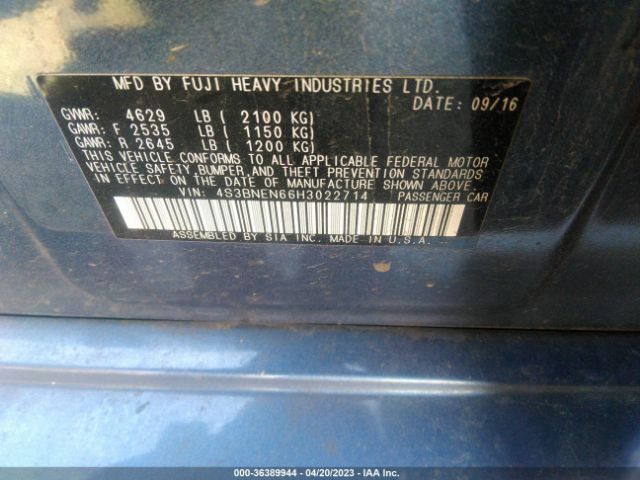 MFD BY FUJI HEAVY INDUSTRIES LTD.
DATE: 09/16
GVWR: 4629 LB ( 2100 KG)
GAWR: F 2535 LB ( 1150 KG)
GAWR: R 2645 LB ( 1200 KG)
THIS VEHICLE CONFORMS TO ALL APPLICABLE FEDERAL MOTOR
VEHICLE SAFETY, BUMPER, AND THEFT PREVENTION STANDARDS
IN EFFECT ON THE DATE OF MANUFACTURE SHOWN ABOVE.
VIN: 4S3BNEN66H3022714 PASSENGER CAR
ASSEMBLED BY SIA INC. MADE IN U.S.A.
000-36389944 - 04/20/2023 - IAA Inc.